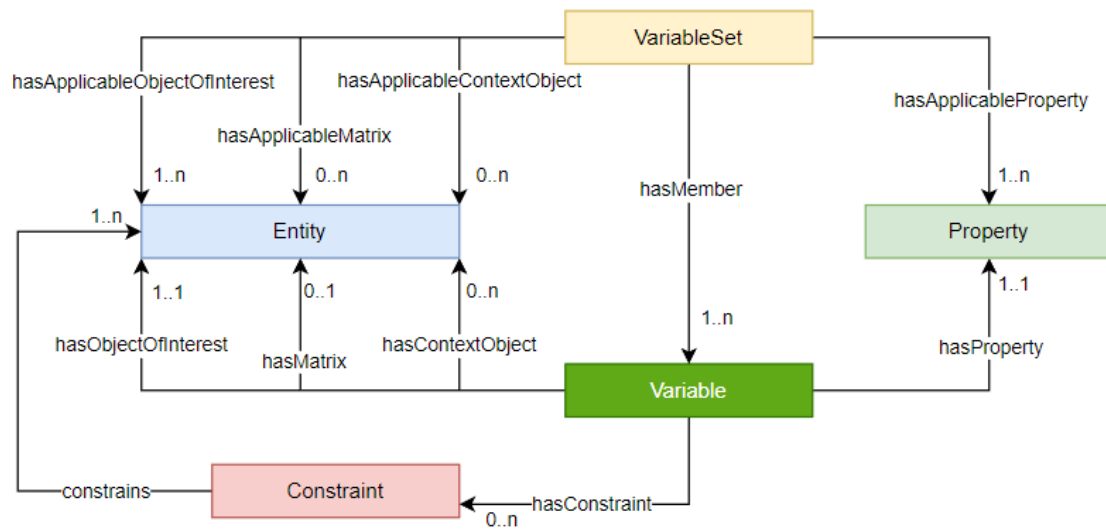 VariableSet
hasApplicableObjectOfInterest
hasApplicableContextObject
hasApplicableProperty
hasApplicableMatrix
1..n
0..n
0..n
hasMember
1..n
1..n
Entity
Property
1..1
0..1
0..n
1..1
1..n
hasObjectOfInterest
hasMatrix
hasContextObject
hasProperty
Variable
constrains
Constraint
hasConstraint
0..n